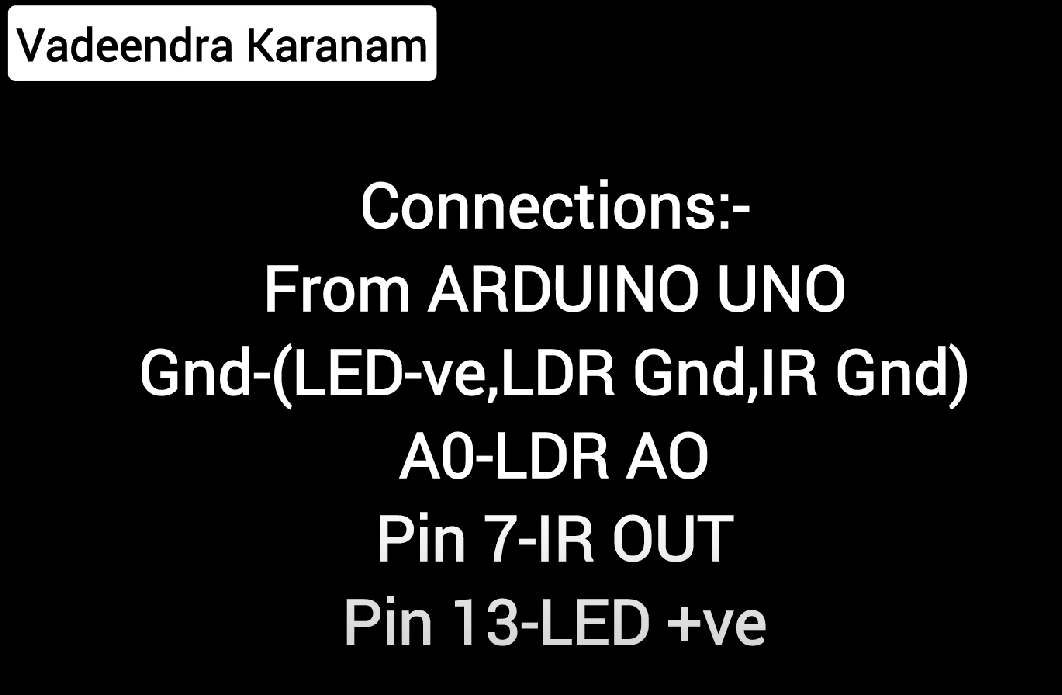 Vadeendra Karanam
Connections:-
From ARDUINO UNO
Gnd-(LED-ve,LDR Gnd,IR Gnd)
A0-LDR AO
Pin 7-IR OUT
Pin 13-LED +ve